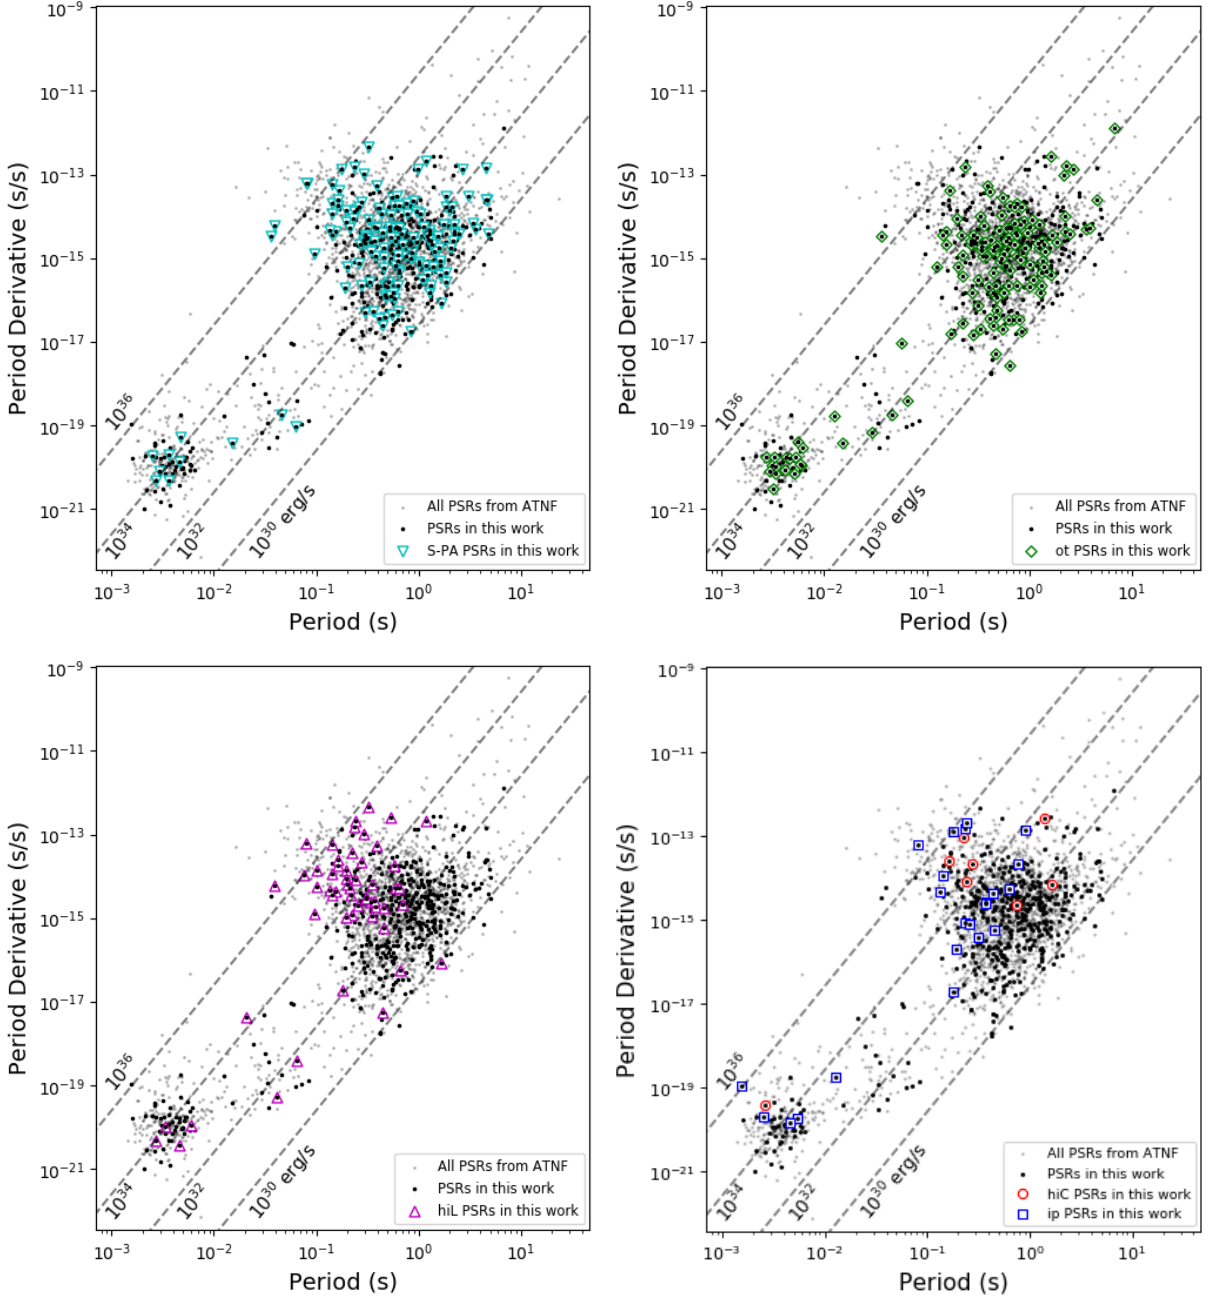 10⁻⁹
10⁻¹¹
10⁻¹³
10⁻¹⁵
10⁻¹⁷
10⁻¹⁹
10⁻²¹
Period Derivative (s/s)
10³⁶
10³⁴
10³²
10³⁰ erg/s
All PSRs from ATNF
PSRs in this work
S-PA PSRs in this work
10⁻³
10⁻²
10⁻¹
10⁰
10¹
Period (s)
10⁻⁹
10⁻¹¹
10⁻¹³
10⁻¹⁵
10⁻¹⁷
10⁻¹⁹
10⁻²¹
Period Derivative (s/s)
10³⁶
10³⁴
10³²
10³⁰ erg/s
All PSRs from ATNF
PSRs in this work
ot PSRs in this work
10⁻³
10⁻²
10⁻¹
10⁰
10¹
Period (s)
10⁻⁹
10⁻¹¹
10⁻¹³
10⁻¹⁵
10⁻¹⁷
10⁻¹⁹
10⁻²¹
Period Derivative (s/s)
10³⁶
10³⁴
10³²
10³⁰ erg/s
All PSRs from ATNF
PSRs in this work
hiL PSRs in this work
10⁻³
10⁻²
10⁻¹
10⁰
10¹
Period (s)
10⁻⁹
10⁻¹¹
10⁻¹³
10⁻¹⁵
10⁻¹⁷
10⁻¹⁹
10⁻²¹
Period Derivative (s/s)
10³⁶
10³⁴
10³²
10³⁰ erg/s
All PSRs from ATNF
PSRs in this work
hiC PSRs in this work
ip PSRs in this work
10⁻³
10⁻²
10⁻¹
10⁰
10¹
Period (s)